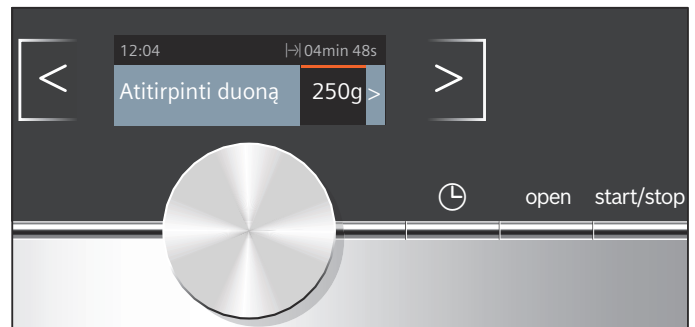 12:04 |→| 04min 48s
< Atitirpinti duoną 250g > >
open start/stop